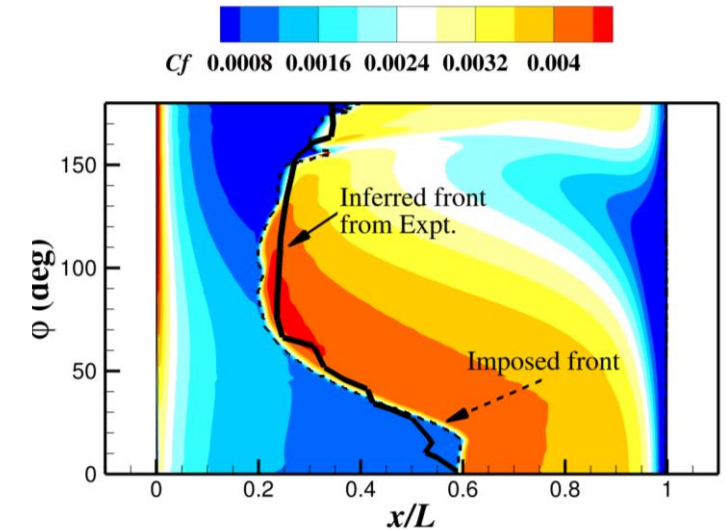 Cf 0.0008 0.0016 0.0024 0.0032 0.004
150
100
50
0
φ (deg)
Inferred front
from Expt.
Imposed front
0 0.2 0.4 0.6 0.8 1
x/L